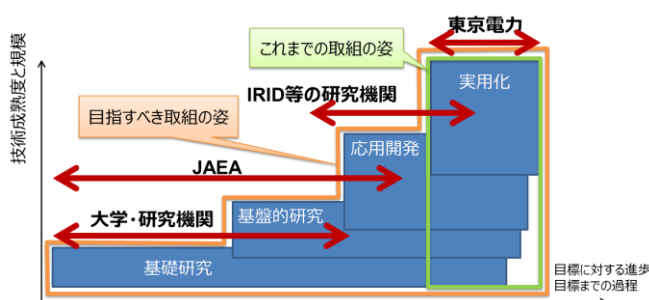 東京電力
これまでの取組の姿
実用化
IRID等の研究機関
目指すべき取組の姿
応用開発
JAEA
基盤的研究
大学・研究機関
基礎研究
技術成熟度と規模
目標に対する進歩
目標までの過程